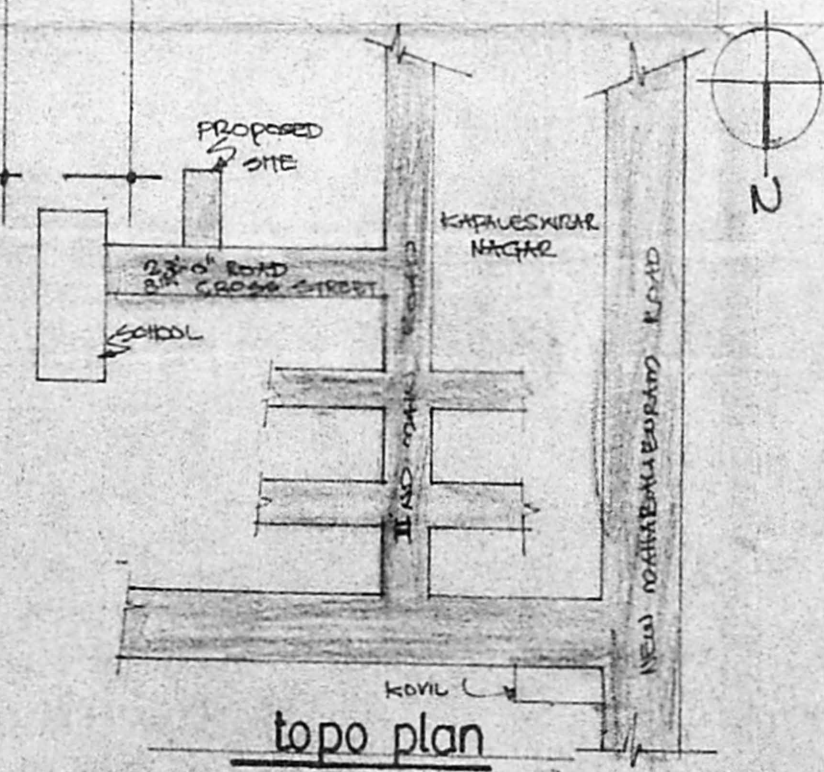 PROPOSED
SITE
N
KAPALESWRAR
NAGAR
23'-0" ROAD
8TH CROSS STREET
SCHOOL
II ND MAIN ROAD
NEW MAHABALIPURAM ROAD
KOVIL
topo plan